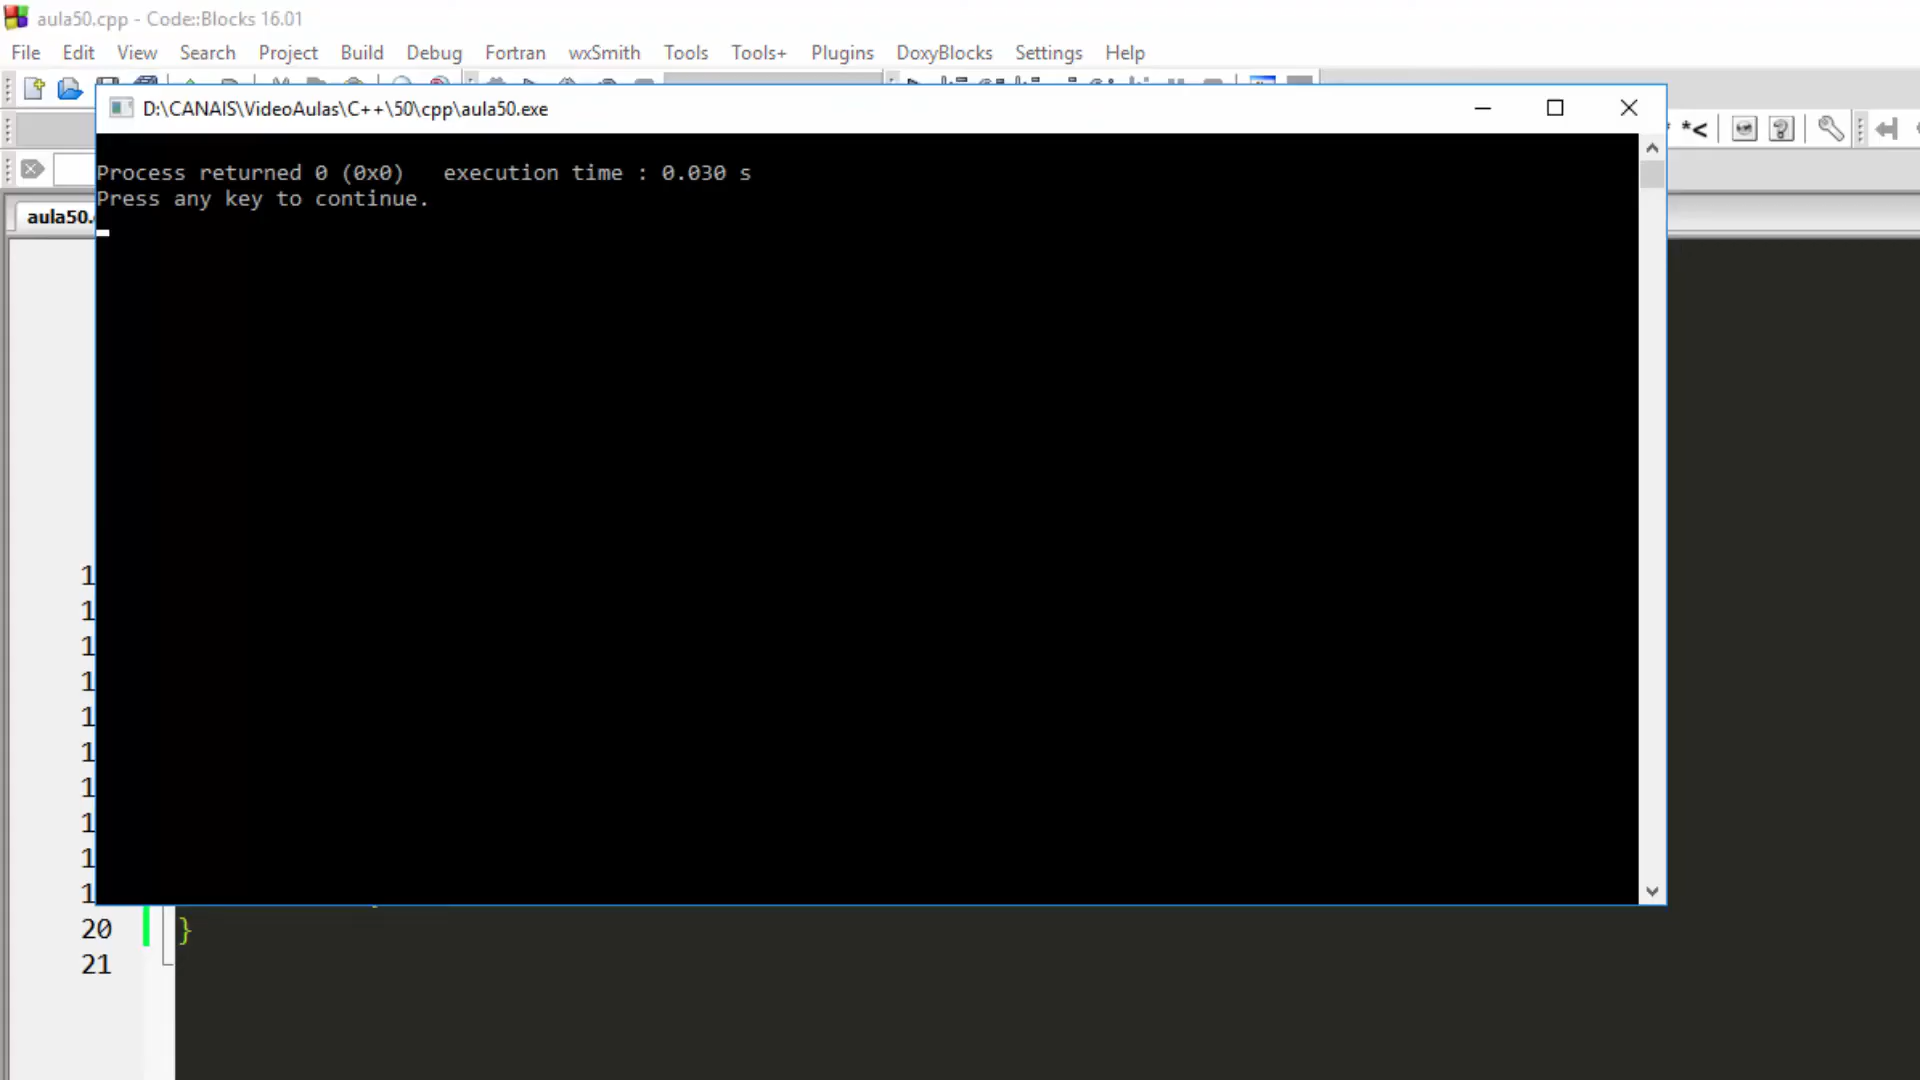 aula50.cpp - Code::Blocks 16.01
File Edit View Search Project Build Debug Fortran wxSmith Tools Tools+ Plugins DoxyBlocks Settings Help
D:\CANAIS\VideoAulas\C++\50\cpp\aula50.exe
*<
Process returned 0 (0x0)   execution time : 0.030 s
Press any key to continue.
aula50.
1
1
1
1
1
1
1
1
1
1
20 }
21